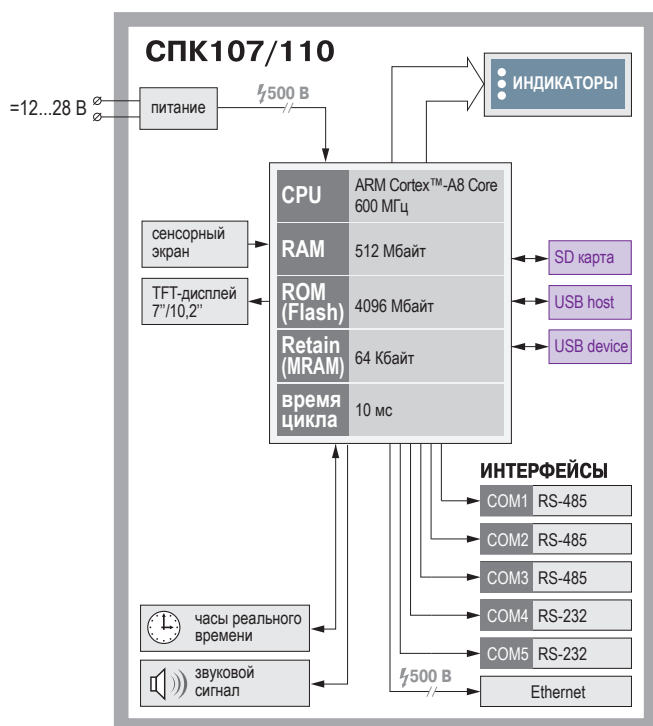 СПК107/110
=12...28 В
питание
500 В
ИНДИКАТОРЫ
CPU
ARM Cortex™-A8 Core
600 МГц
сенсорный
экран
RAM
512 Мбайт
SD карта
TFT-дисплей
7’’/10,2’’
ROM
(Flash)
4096 Мбайт
USB host
Retain
(MRAM)
64 Кбайт
USB device
время
цикла
10 мс
ИНТЕРФЕЙСЫ
COM1 RS-485
COM2 RS-485
COM3 RS-485
COM4 RS-232
COM5 RS-232
часы реального
времени
звуковой
сигнал
500 В
Ethernet